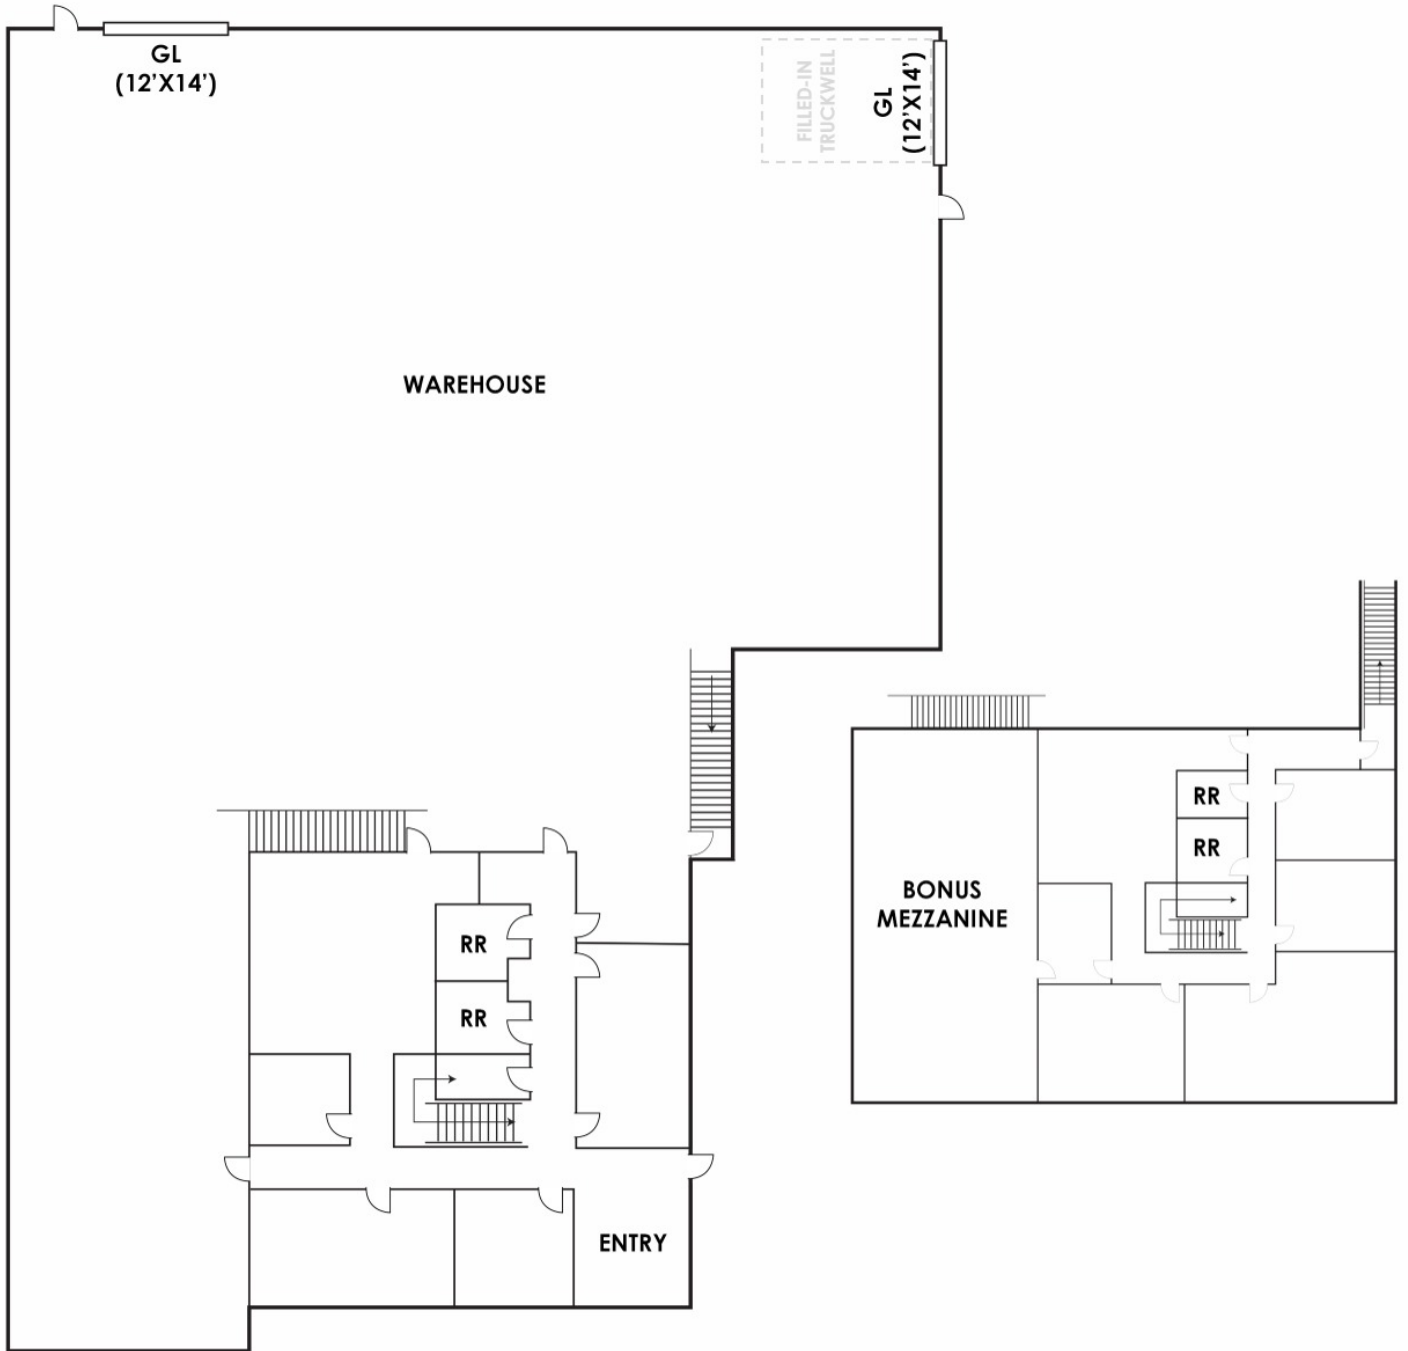 GL
(12'X14')
FILLED-IN
TRUCKWELL
GL
(12'X14')
WAREHOUSE
RR
RR
BONUS
MEZZANINE
RR
RR
ENTRY